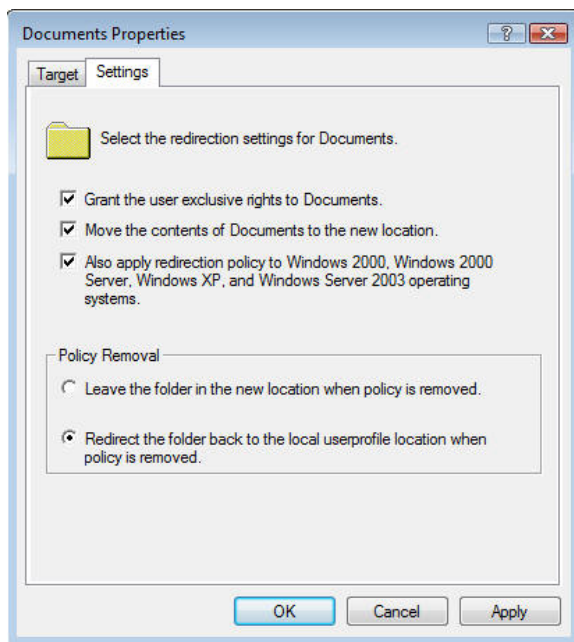 Documents Properties
Target Settings
Select the redirection settings for Documents.
Grant the user exclusive rights to Documents.
Move the contents of Documents to the new location.
Also apply redirection policy to Windows 2000, Windows 2000
Server, Windows XP, and Windows Server 2003 operating
systems.
Policy Removal
Leave the folder in the new location when policy is removed.
Redirect the folder back to the local userprofile location when
policy is removed.
OK Cancel Apply